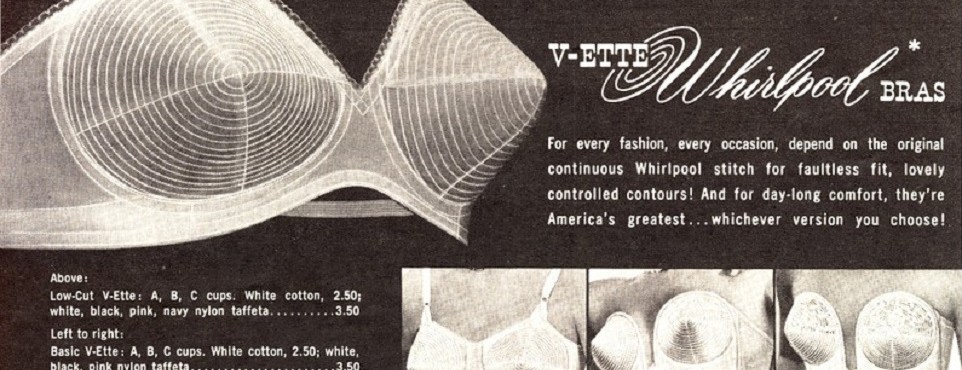 V-ETTE Whirlpool* BRAS
For every fashion, every occasion, depend on the original
continuous Whirlpool stitch for faultless fit, lovely
controlled contours! And for day-long comfort, they're
America's greatest...whichever version you choose!
Above:
Low-Cut V-Ette: A, B, C cups. White cotton, 2.50;
white, black, pink, navy nylon taffeta..........3.50
Left to right:
Basic V-Ette: A, B, C cups. White cotton, 2.50; white,
black, pink nylon taffeta......................3.50